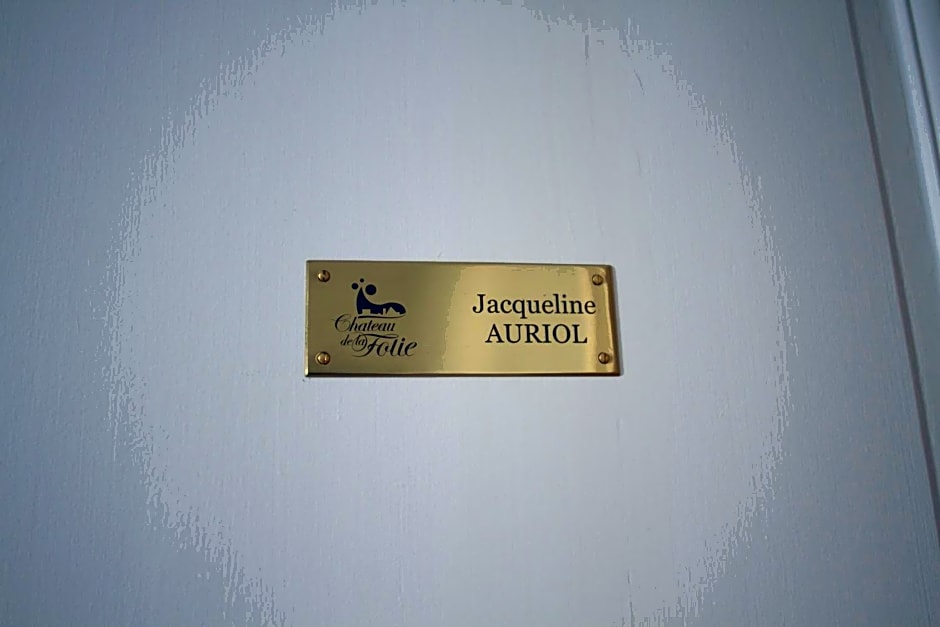 Chateau
de la Folie
Jacqueline
AURIOL